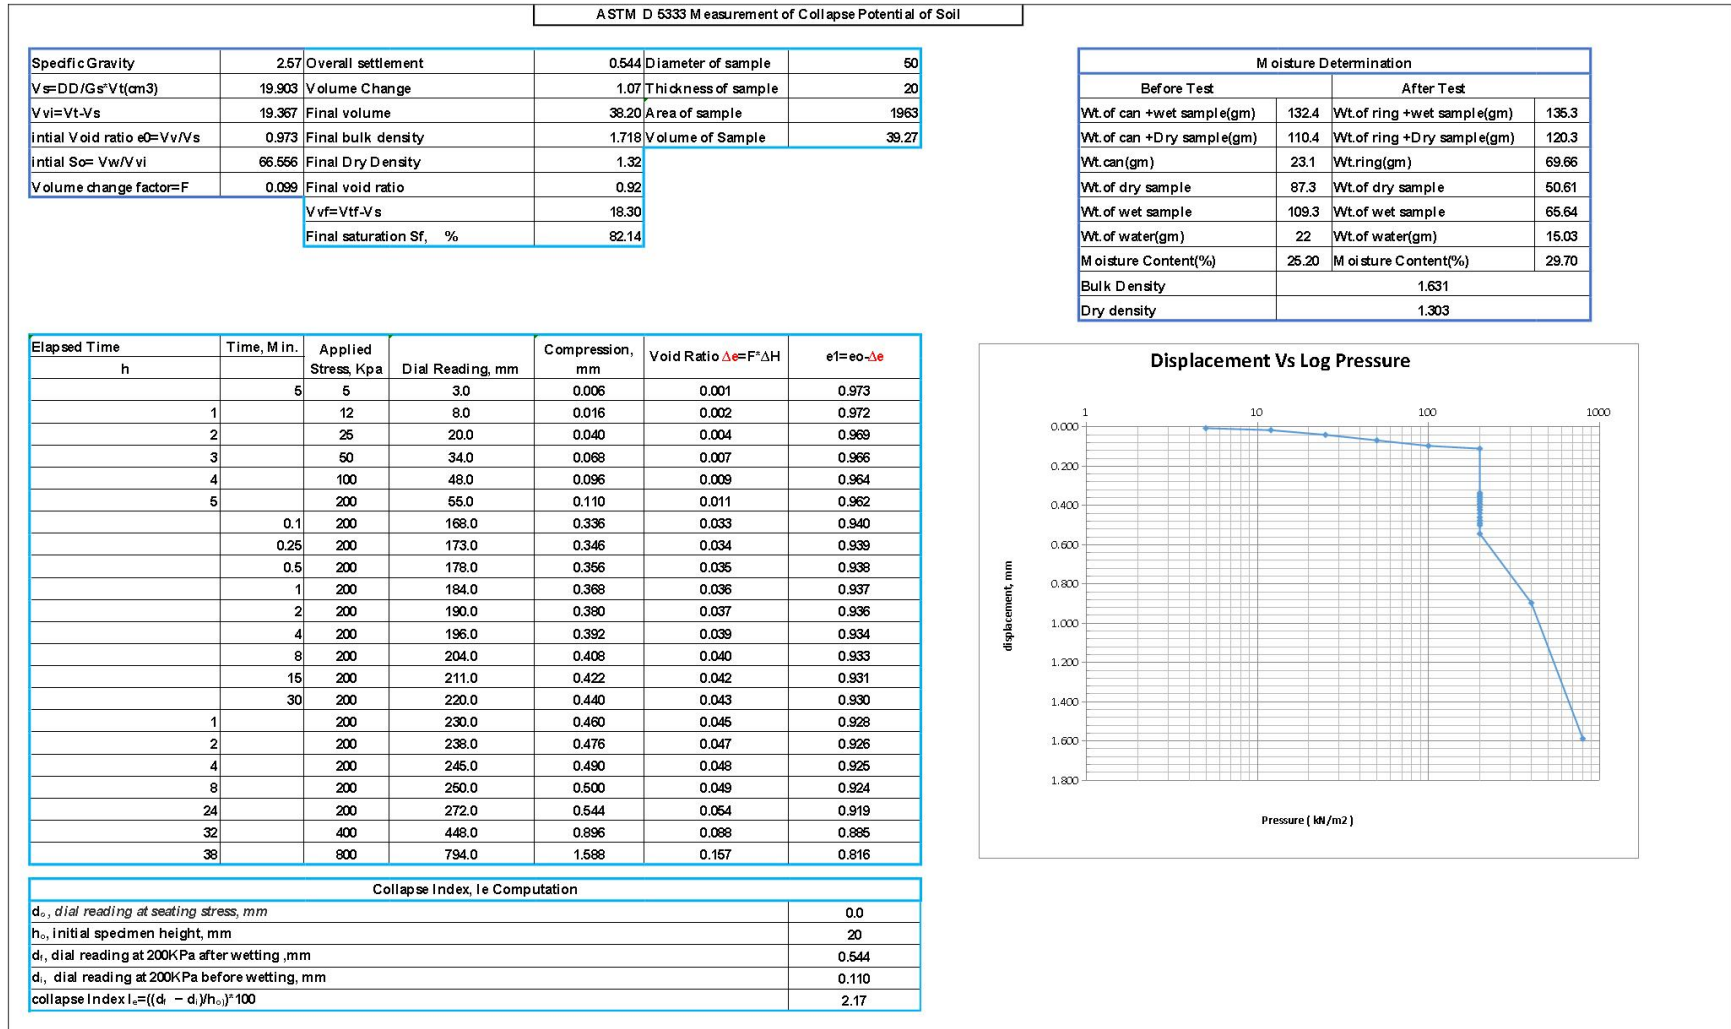 ASTM D 5333 Measurement of Collapse Potential of Soil
Specific Gravity 2.57 Overall settlement 0.544 Diameter of sample 50
Vs=DD/Gs*Vt(cm3) 19.903 Volume Change 1.07 Thickness of sample 20
Vvi=Vt-Vs 19.367 Final volume 38.20 Area of sample 1963
intial Void ratio e0=Vv/Vs 0.973 Final bulk density 1.718 Volume of Sample 39.27
intial So= Vw/Vvi 66.556 Final Dry Density 1.32
Volume change factor=F 0.099 Final void ratio 0.92
Vvf=Vtf-Vs 18.30
Final saturation Sf, % 82.14
Moisture Determination
Before Test After Test
Wt.of can +wet sample(gm) 132.4 Wt.of ring +wet sample(gm) 135.3
Wt.of can +Dry sample(gm) 110.4 Wt.of ring +Dry sample(gm) 120.3
Wt.can(gm) 23.1 Wt.ring(gm) 69.66
Wt.of dry sample 87.3 Wt.of dry sample 50.61
Wt.of wet sample 109.3 Wt.of wet sample 65.64
Wt.of water(gm) 22 Wt.of water(gm) 15.03
Moisture Content(%) 25.20 Moisture Content(%) 29.70
Bulk Density 1.631
Dry density 1.303
Elapsed Time Time, Min. Applied Compression,
h Stress, Kpa Dial Reading, mm mm Void Ratio Δe=F*ΔH e1=eo-Δe
5 5 3.0 0.006 0.001 0.973
1 12 8.0 0.016 0.002 0.972
2 25 20.0 0.040 0.004 0.969
3 50 34.0 0.068 0.007 0.966
4 100 48.0 0.096 0.009 0.964
5 200 55.0 0.110 0.011 0.962
0.1 200 168.0 0.336 0.033 0.940
0.25 200 173.0 0.346 0.034 0.939
0.5 200 178.0 0.356 0.035 0.938
1 200 184.0 0.368 0.036 0.937
2 200 190.0 0.380 0.037 0.936
4 200 196.0 0.392 0.039 0.934
8 200 204.0 0.408 0.040 0.933
15 200 211.0 0.422 0.042 0.931
30 200 220.0 0.440 0.043 0.930
1 200 230.0 0.460 0.045 0.928
2 200 238.0 0.476 0.047 0.926
4 200 245.0 0.490 0.048 0.925
8 200 250.0 0.500 0.049 0.924
24 200 272.0 0.544 0.054 0.919
32 400 448.0 0.896 0.088 0.885
38 800 794.0 1.588 0.157 0.816
Displacement Vs Log Pressure
1 10 100 1000
0.000
0.200
0.400
0.600
0.800
1.000
1.200
1.400
1.600
1.800
displacement, mm
Pressure ( kN/m2 )
Collapse Index, Ie Computation
dₒ, dial reading at seating stress, mm 0.0
hₒ, initial specimen height, mm 20
df, dial reading at 200KPa after wetting ,mm 0.544
dᵢ, dial reading at 200KPa before wetting, mm 0.110
collapse Index Iₑ=((df − dᵢ)/hₒ))*100 2.17